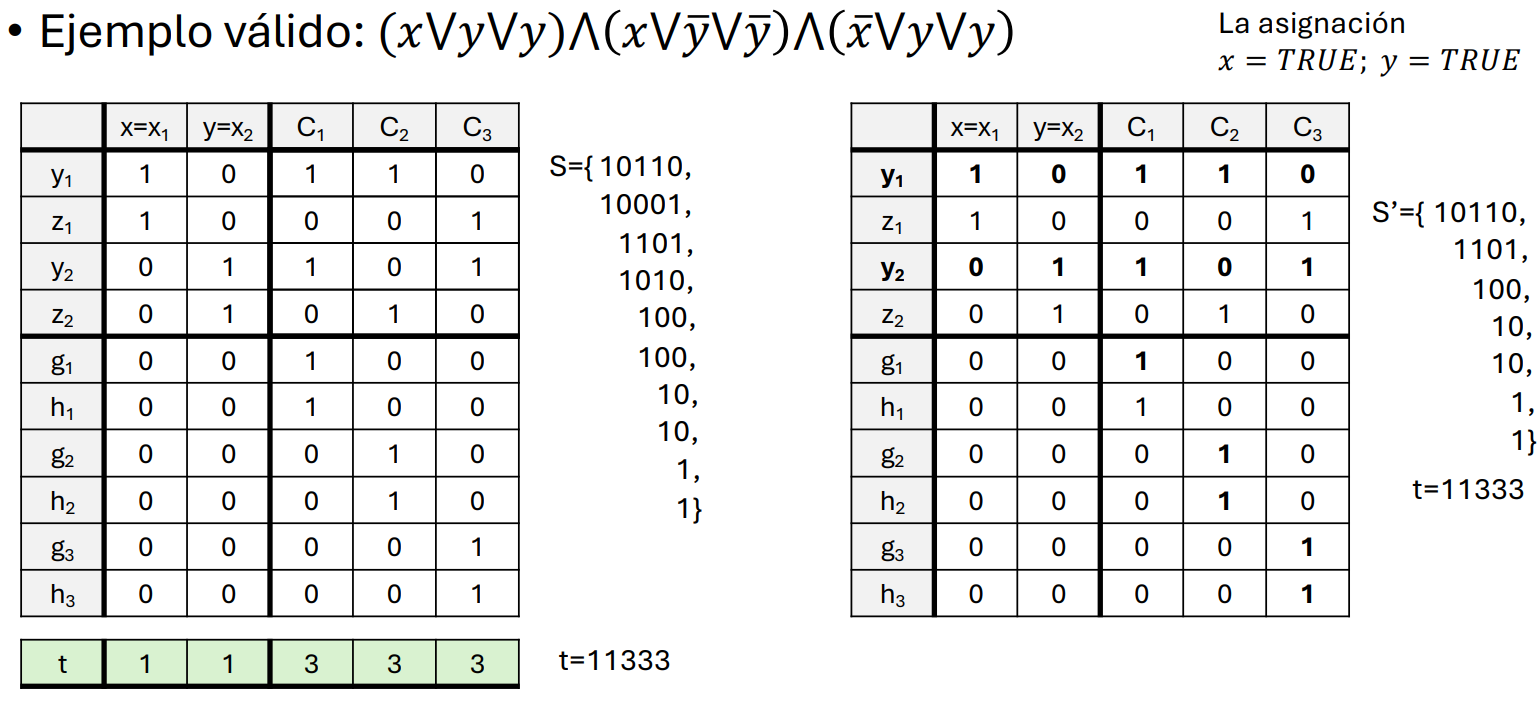 • Ejemplo válido: (x⋁y⋁y)⋀(x⋁ȳ⋁ȳ)⋀(x̄⋁y⋁y)
La asignación
x = TRUE; y = TRUE
x=x₁ y=x₂ C₁ C₂ C₃
y₁ 1 0 1 1 0
z₁ 1 0 0 0 1
y₂ 0 1 1 0 1
z₂ 0 1 0 1 0
g₁ 0 0 1 0 0
h₁ 0 0 1 0 0
g₂ 0 0 0 1 0
h₂ 0 0 0 1 0
g₃ 0 0 0 0 1
h₃ 0 0 0 0 1
t 1 1 3 3 3
S={ 10110,
10001,
1101,
1010,
100,
100,
10,
10,
1,
1}
t=11333
x=x₁ y=x₂ C₁ C₂ C₃
y₁ 1 0 1 1 0
z₁ 1 0 0 0 1
y₂ 0 1 1 0 1
z₂ 0 1 0 1 0
g₁ 0 0 1 0 0
h₁ 0 0 1 0 0
g₂ 0 0 0 1 0
h₂ 0 0 0 1 0
g₃ 0 0 0 0 1
h₃ 0 0 0 0 1
S’={ 10110,
1101,
100,
10,
10,
1,
1}
t=11333